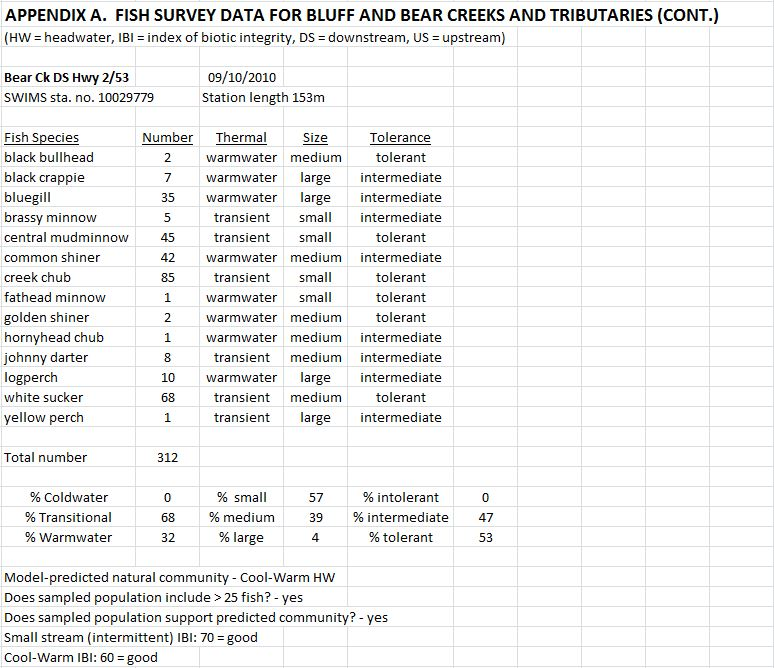 APPENDIX A.  FISH SURVEY DATA FOR BLUFF AND BEAR CREEKS AND TRIBUTARIES (CONT.)
(HW = headwater, IBI = index of biotic integrity, DS = downstream, US = upstream)
Bear Ck DS Hwy 2/53 09/10/2010
SWIMS sta. no. 10029779 Station length 153m
Fish Species Number Thermal Size Tolerance
black bullhead 2 warmwater medium tolerant
black crappie 7 warmwater large intermediate
bluegill 35 warmwater large intermediate
brassy minnow 5 transient small intermediate
central mudminnow 45 transient small tolerant
common shiner 42 warmwater medium intermediate
creek chub 85 transient small tolerant
fathead minnow 1 warmwater small tolerant
golden shiner 2 warmwater medium tolerant
hornyhead chub 1 warmwater medium intermediate
johnny darter 8 transient medium intermediate
logperch 10 warmwater large intermediate
white sucker 68 transient medium tolerant
yellow perch 1 transient large intermediate
Total number 312
% Coldwater 0 % small 57 % intolerant 0
% Transitional 68 % medium 39 % intermediate 47
% Warmwater 32 % large 4 % tolerant 53
Model-predicted natural community - Cool-Warm HW
Does sampled population include > 25 fish? - yes
Does sampled population support predicted community? - yes
Small stream (intermittent) IBI: 70 = good
Cool-Warm IBI: 60 = good